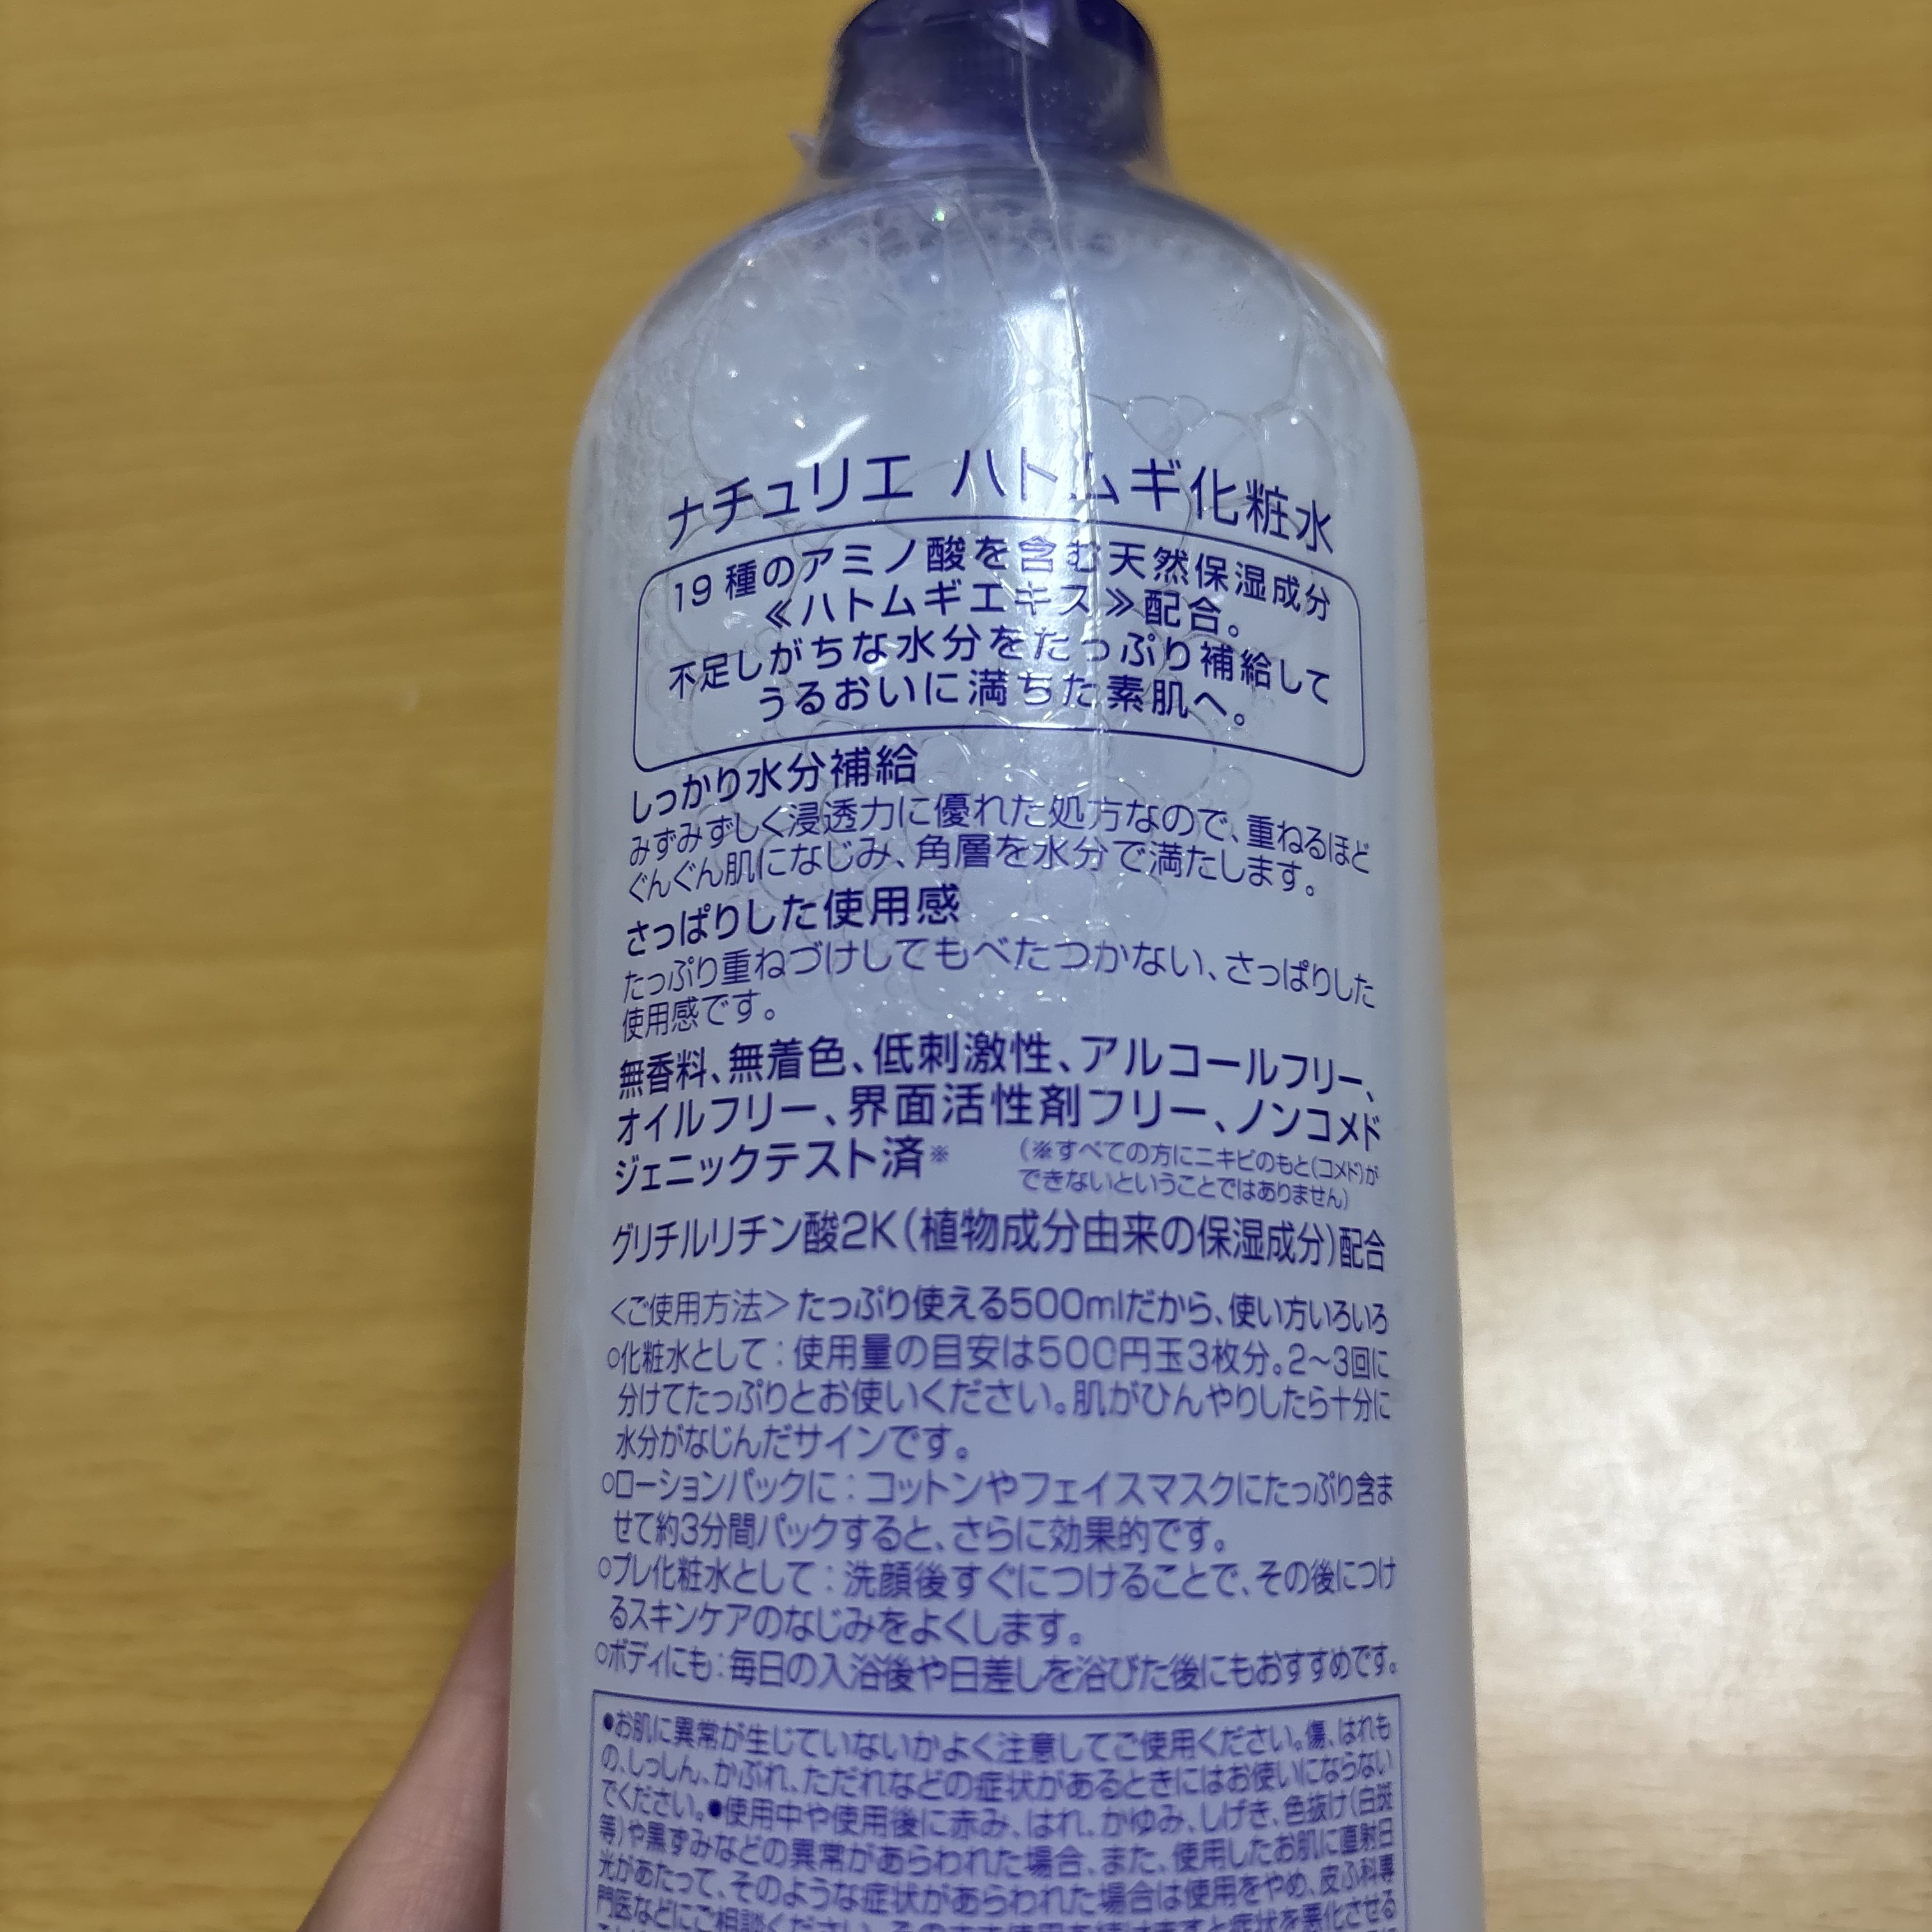 ナチュリエ ハトムギ化粧水
19種のアミノ酸を含む天然保湿成分
≪ハトムギエキス≫配合。
不足しがちな水分をたっぷり補給して
うるおいに満ちた素肌へ。
しっかり水分補給
みずみずしく浸透力に優れた処方なので、重ねるほど
ぐんぐん肌になじみ、角層を水分で満たします。
さっぱりした使用感
たっぷり重ねづけしてもべたつかない、さっぱりした
使用感です。
無香料、無着色、低刺激性、アルコールフリー、
オイルフリー、界面活性剤フリー、ノンコメド
ジェニックテスト済※
(※すべての方にニキビのもと(コメド)が
できないということではありません)
グリチルリチン酸2K(植物成分由来の保湿成分)配合
<ご使用方法>たっぷり使える500mlだから、使い方いろいろ
○化粧水として:使用量の目安は500円玉3枚分。2~3回に
分けてたっぷりとお使いください。肌がひんやりしたら十分に
水分がなじんだサインです。
○ローションパックに:コットンやフェイスマスクにたっぷり含ま
せて約3分間パックすると、さらに効果的です。
○プレ化粧水として:洗顔後すぐにつけることで、その後につけ
るスキンケアのなじみをよくします。
○ボディにも:毎日の入浴後や日差しを浴びた後にもおすすめです。
●お肌に異常が生じていないかよく注意してご使用ください。傷、はれも
の、しっしん、かぶれ、ただれなどの症状があるときにはお使いにならない
でください。●使用中や使用後に赤み、はれ、かゆみ、しげき、色抜け(白斑
等)や黒ずみなどの異常があらわれた場合、また、使用したお肌に直射日
光があたって、そのような症状があらわれた場合は使用をやめ、皮ふ科専
門医などにご相談ください。そのまま使用を続けますと症状を悪化させる